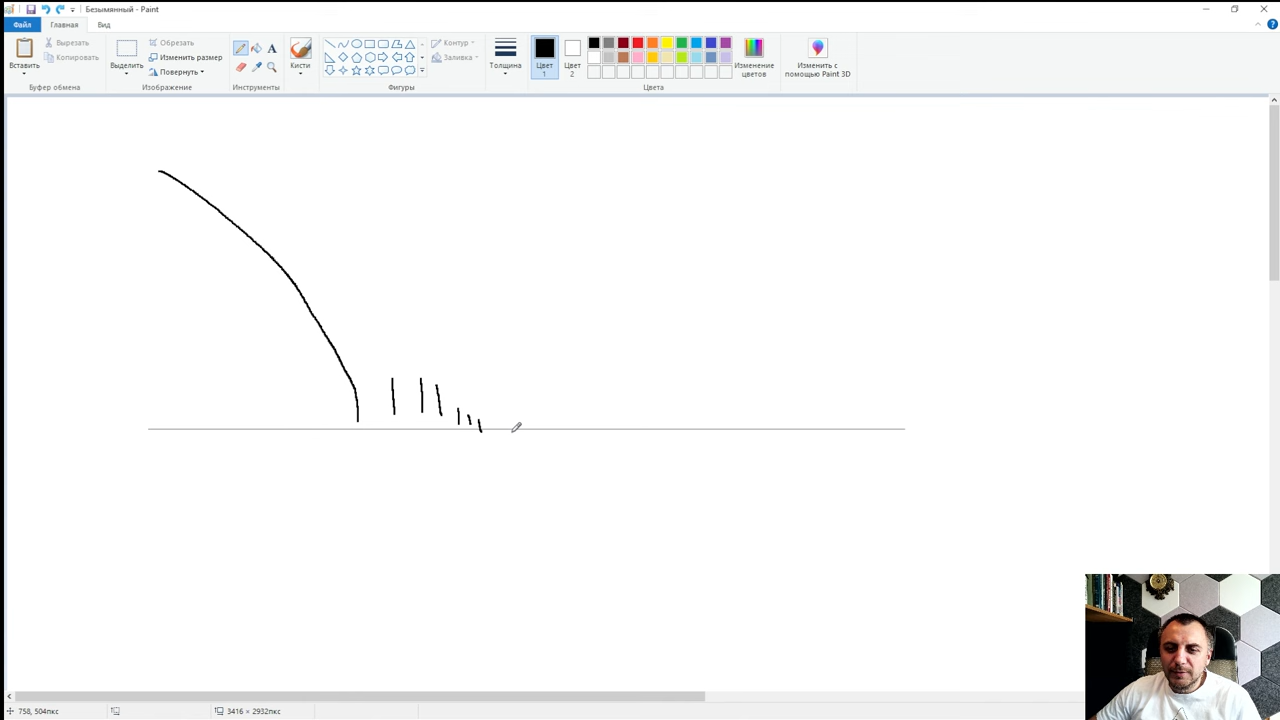 Безымянный - Paint
Файл
Главная
Вид
Вставить
Вырезать
Копировать
Буфер обмена
Выделить
Обрезать
Изменить размер
Повернуть
Изображение
Инструменты
Кисти
Контур
Заливка
Фигуры
Толщина
Цвет 1
Цвет 2
Изменение цветов
Цвета
Изменить с помощью Paint 3D
758, 504пкс
3416 × 2932пкс